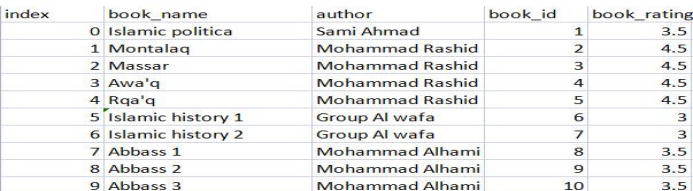 index book_name author book_id book_rating
0 Islamic politica Sami Ahmad 1 3.5
1 Montalaq Mohammad Rashid 2 4.5
2 Massar Mohammad Rashid 3 4.5
3 Awa'q Mohammad Rashid 4 4.5
4 Rqa'q Mohammad Rashid 5 4.5
5 Islamic history 1 Group Al wafa 6 3
6 Islamic history 2 Group Al wafa 7 3
7 Abbass 1 Mohammad Alhami 8 3.5
8 Abbass 2 Mohammad Alhami 9 3.5
9 Abbass 3 Mohammad Alhami 10 3.5